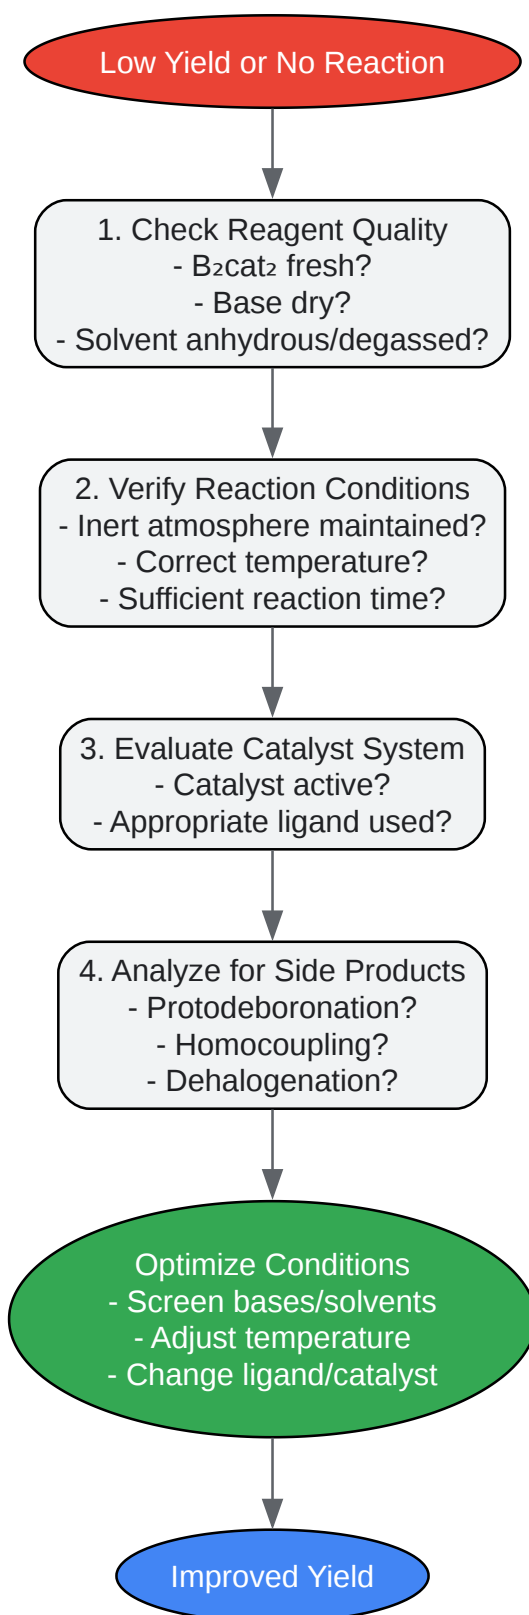 Low Yield or No Reaction
1. Check Reagent Quality
- B₂cat₂ fresh?
- Base dry?
- Solvent anhydrous/degassed?
2. Verify Reaction Conditions
- Inert atmosphere maintained?
- Correct temperature?
- Sufficient reaction time?
3. Evaluate Catalyst System
- Catalyst active?
- Appropriate ligand used?
4. Analyze for Side Products
- Protodeboronation?
- Homocoupling?
- Dehalogenation?
Optimize Conditions
- Screen bases/solvents
- Adjust temperature
- Change ligand/catalyst
Improved Yield